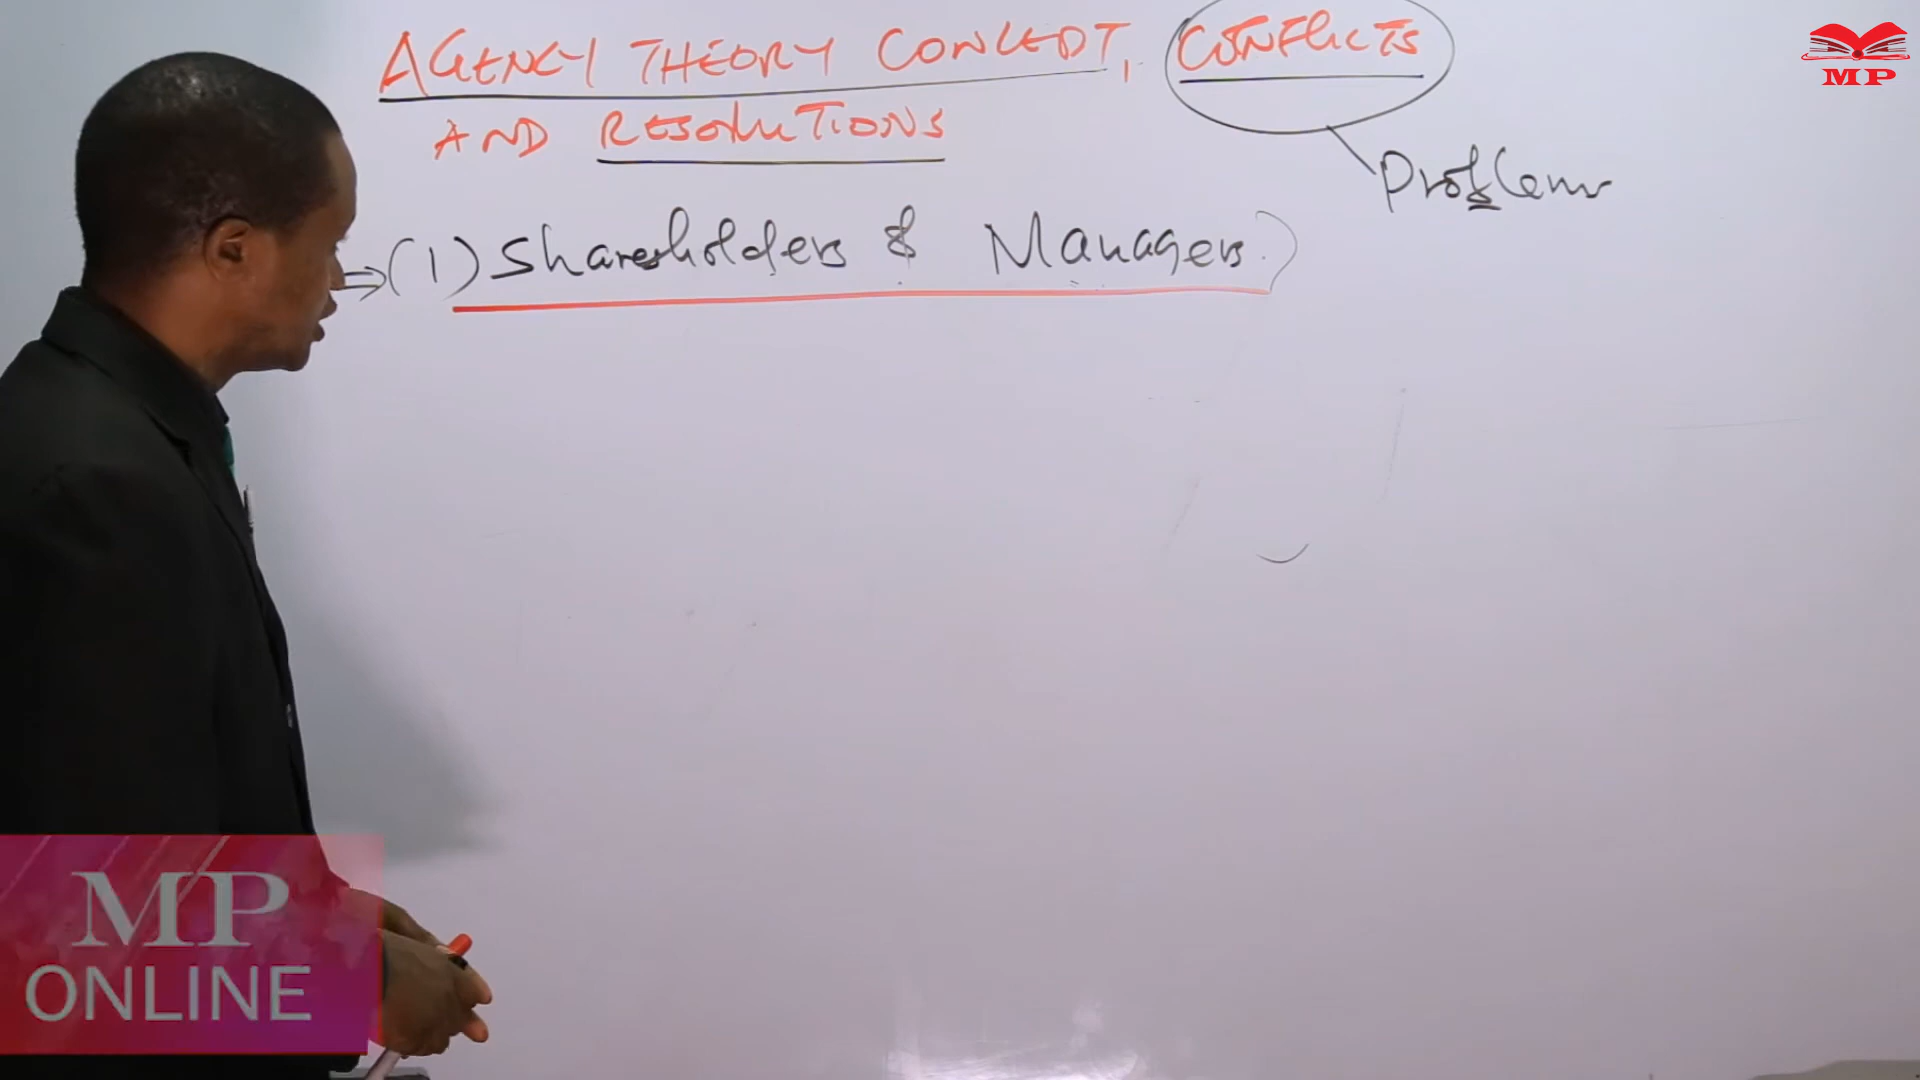 AGENCY THEORY CONCEPT, CONFLICTS
AND RESOLUTIONS
Problem
⇒ (1) Shareholders & Managers.)
MP
MP
ONLINE